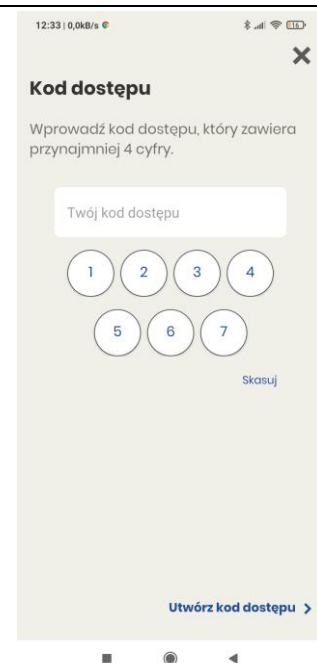 12:33 | 0,0kB/s
16
Kod dostępu
Wprowadź kod dostępu, który zawiera
przynajmniej 4 cyfry.
Twój kod dostępu
1 2 3 4
5 6 7
Skasuj
Utwórz kod dostępu